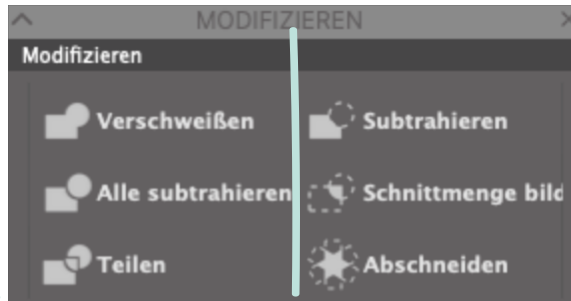 MODIFIZIEREN
Modifizieren
Verschweißen
Subtrahieren
Alle subtrahieren
Schnittmenge bild
Teilen
Abschneiden